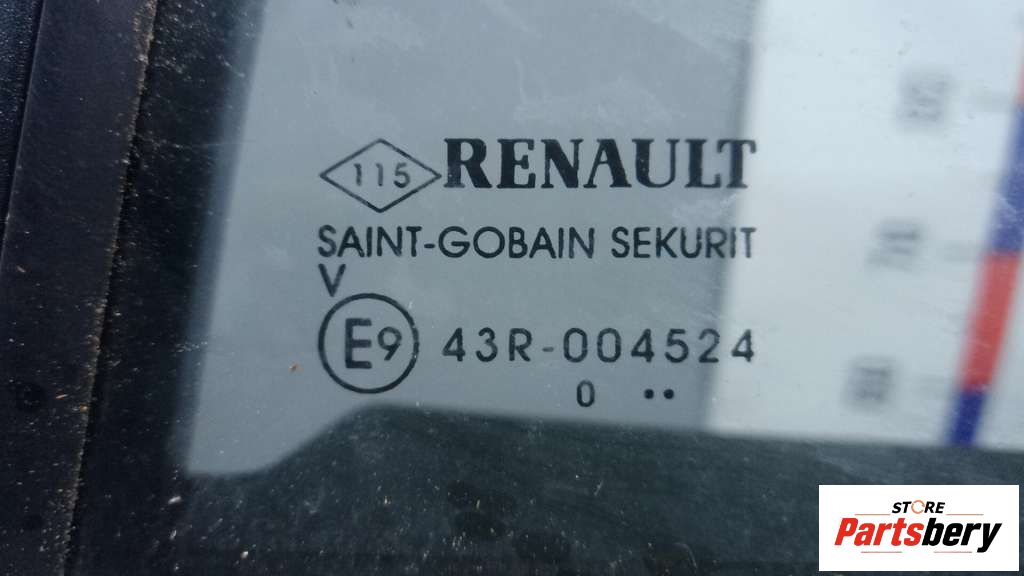 115 RENAULT
SAINT-GOBAIN SEKURIT
V
E9 43R-004524
0 ••
STORE
Partsbery